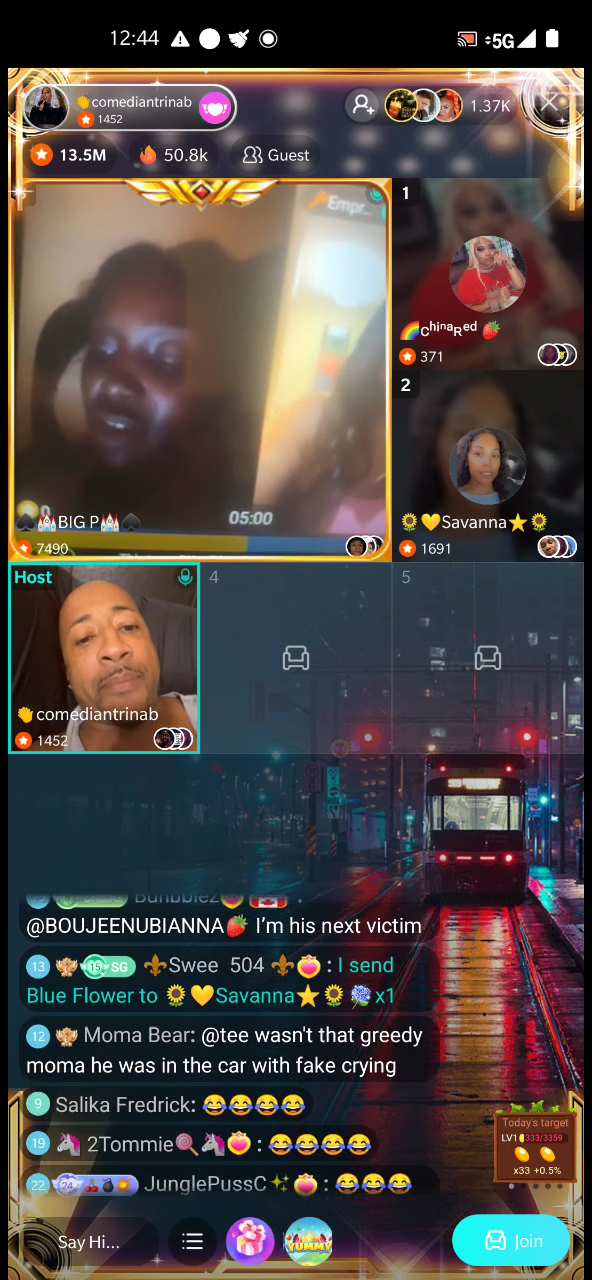 12:44
5G
👋comediantrinab
1452
1.37K
13.5M
50.8k
Guest
Empr...
1
🌈cʰⁱⁿᵃRᵉᵈ 🍓
371
2
🌻💛Savanna⭐🌻
1691
♠️🏰BIG P🏰♠️
05:00
7490
Host
4
5
👋comediantrinab
1452
@BOUJEENUBIANNA🍓 I'm his next victim
13 15 SG ⚜️Swee 504 ⚜️ : I send
Blue Flower to 🌻💛Savanna⭐🌻 x1
12 Moma Bear: @tee wasn't that greedy
moma he was in the car with fake crying
9 Salika Fredrick: 😂😂😂😂
19 🦄 2Tommie🍭🦄 : 😂😂😂😂
22 24 🍒💣💥 JunglePussC✨ : 😂😂😂
Today's target
LV1 333/3359
x33 +0.5%
Say Hi...
YUMMY
Join